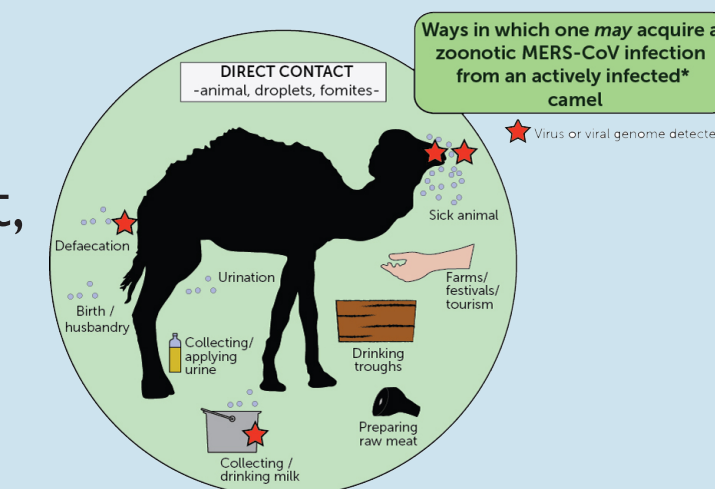 Ways in which one may acquire
zoonotic MERS-CoV infection
from an actively infected*
camel
Virus or viral genome
DIRECT CONTACT
-animal, droplets, fomites-
Sick animal
Defaecation
Urination
Farms/
festivals/
tourism
Birth /
husbandry
Collecting/
applying
urine
Drinking
troughs
Preparing
raw meat
Collecting /
drinking milk